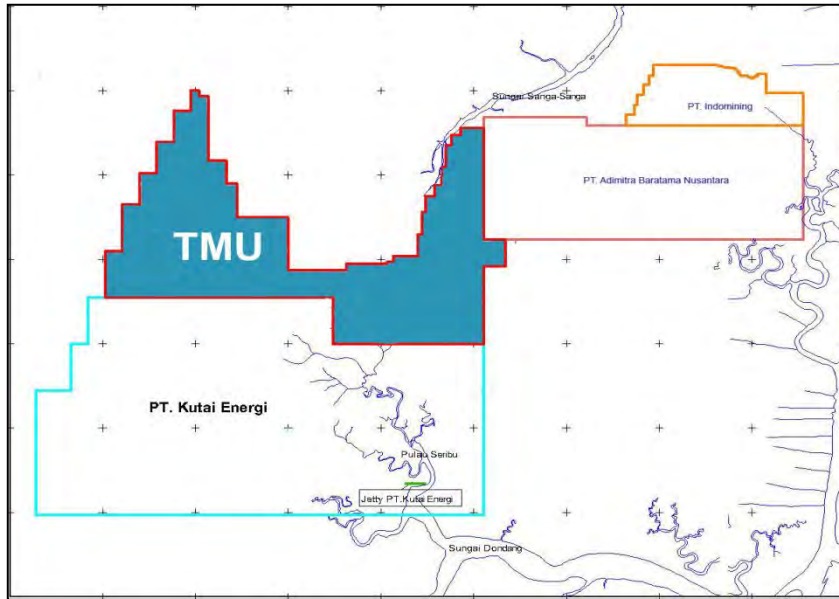 Sungai Sanga-Sanga
PT. Indomining
PT. Adimitra Baratama Nusantara
TMU
PT. Kutai Energi
Pulau Seribu
Jetty PT.Kutai Energi
Sungai Dondang